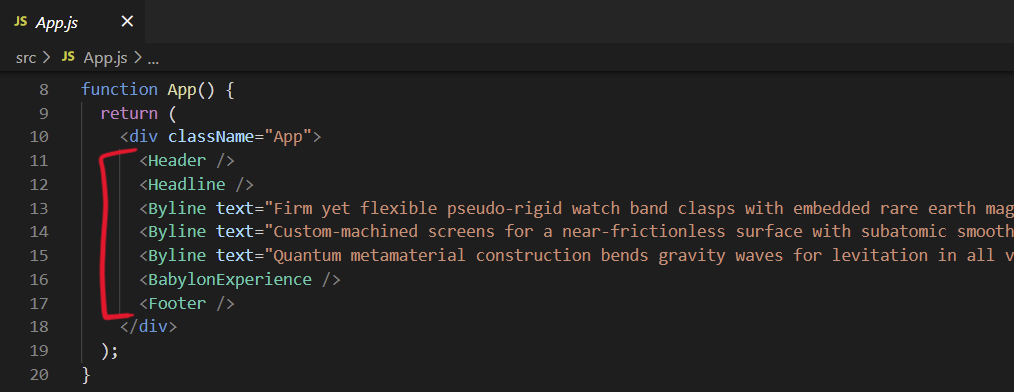 JS App.js ×
src > JS App.js > ...
8 function App() {
9 return (
10 <div className="App">
11 <Header />
12 <Headline />
13 <Byline text="Firm yet flexible pseudo-rigid watch band clasps with embedded rare earth mag
14 <Byline text="Custom-machined screens for a near-frictionless surface with subatomic smooth
15 <Byline text="Quantum metamaterial construction bends gravity waves for levitation in all v
16 <BabylonExperience />
17 <Footer />
18 </div>
19 );
20 }